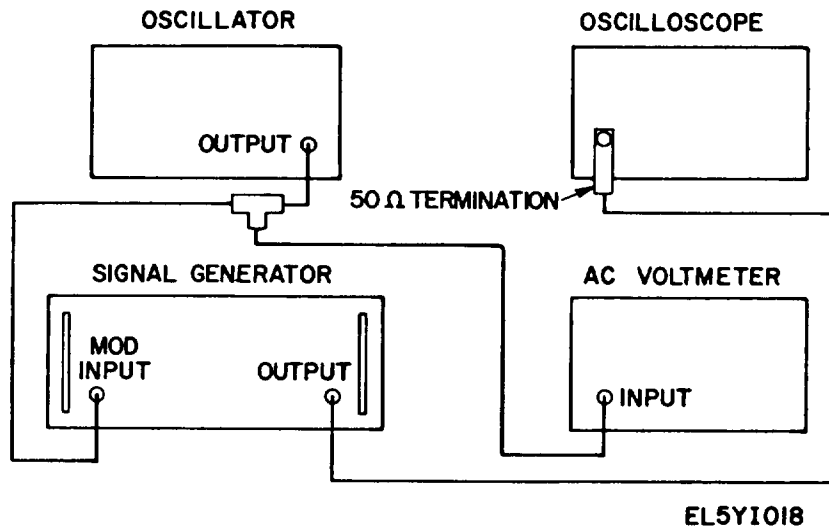 OSCILLATOR
OSCILLOSCOPE
OUTPUT
50 Ω TERMINATION
SIGNAL GENERATOR
AC VOLTMETER
MOD
INPUT
OUTPUT
INPUT
EL5YI018